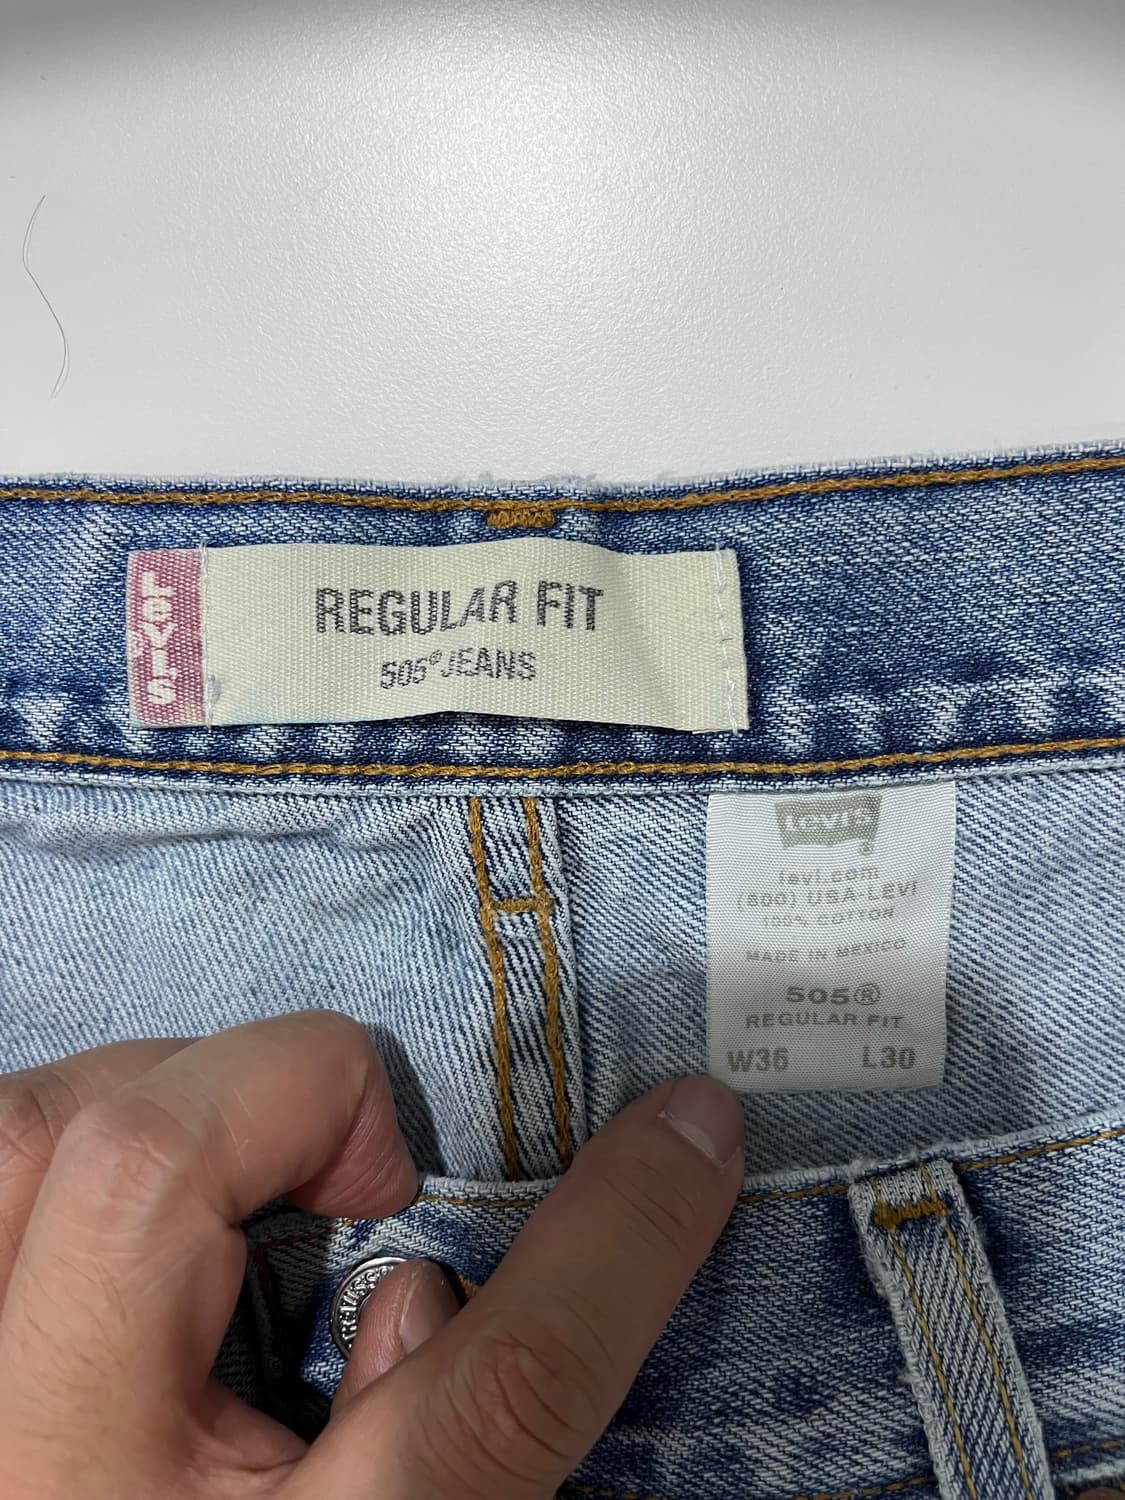 Levi's
REGULAR FIT
505® JEANS
Levi's
levi.com
(800) USA-LEVI
100% COTTON
MADE IN MEXICO
505®
REGULAR FIT
W36 L30